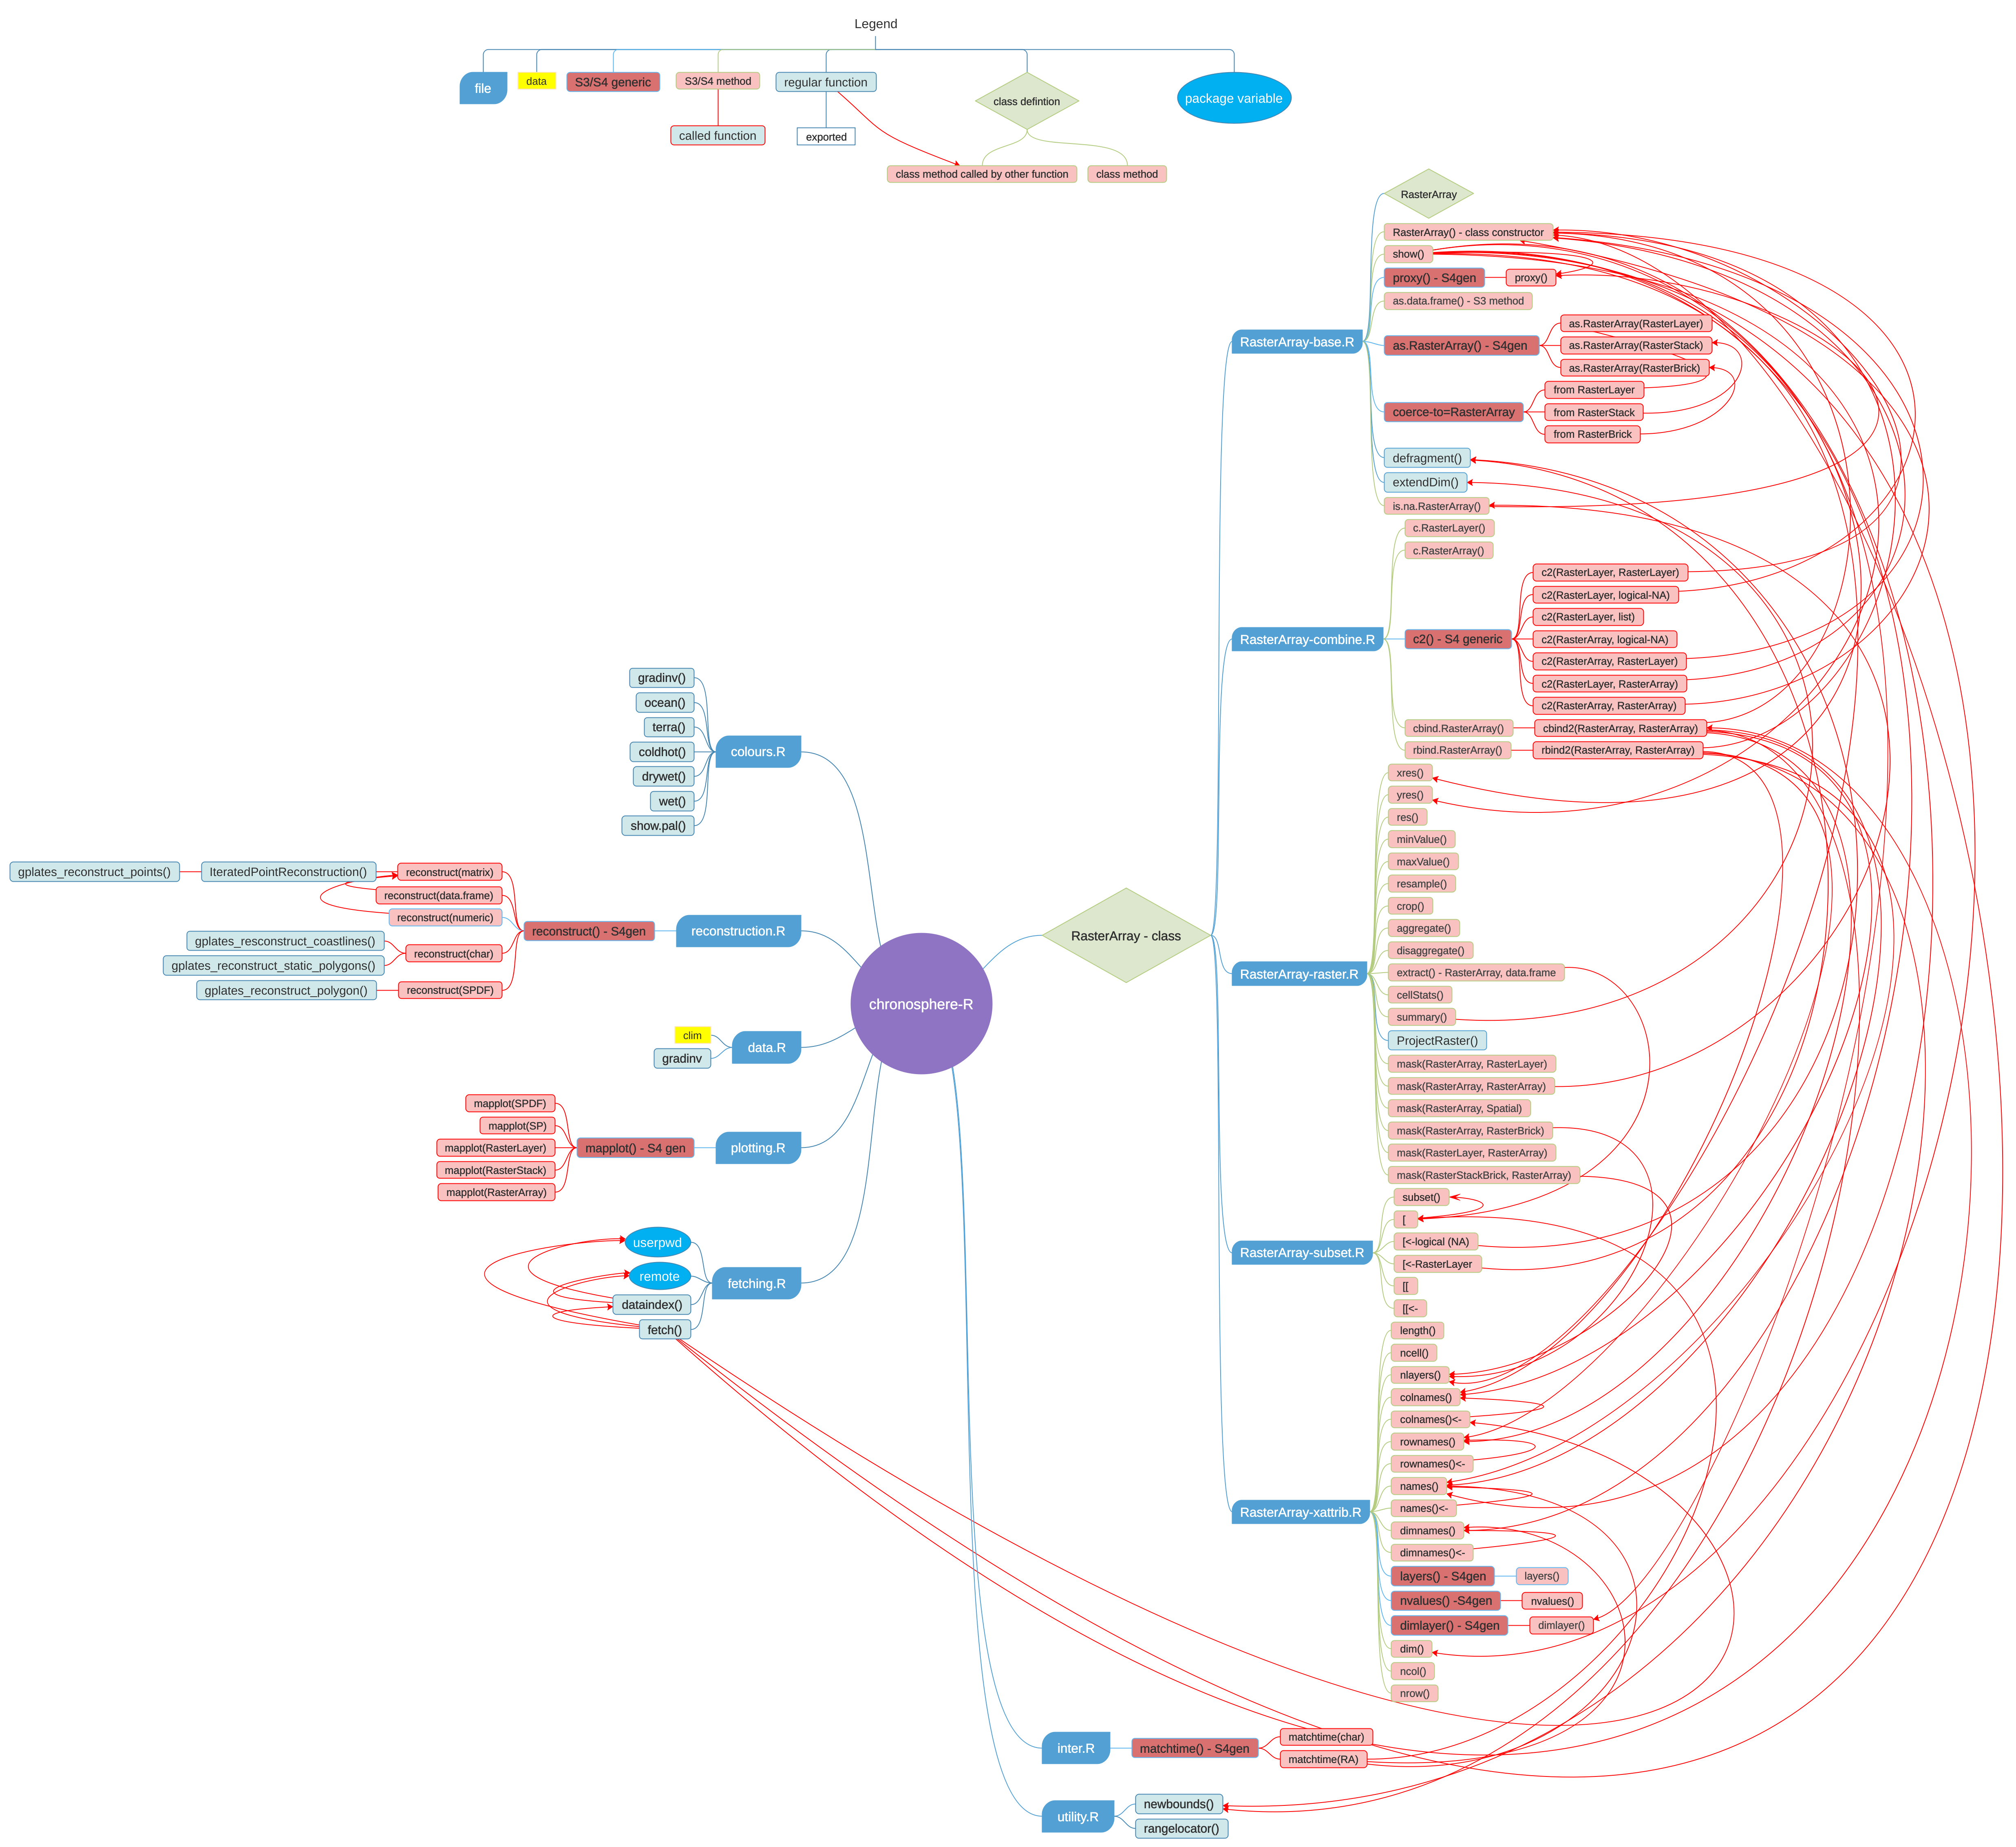 Legend
file
data
S3/S4 generic
S3/S4 method
regular function
class defintion
package variable
called function
exported
class method called by other function
class method
chronosphere-R
colours.R
gradinv()
ocean()
terra()
coldhot()
drywet()
wet()
show.pal()
reconstruction.R
reconstruct() - S4gen
reconstruct(matrix)
IteratedPointReconstruction()
gplates_reconstruct_points()
reconstruct(data.frame)
reconstruct(numeric)
reconstruct(char)
gplates_resconstruct_coastlines()
gplates_reconstruct_static_polygons()
reconstruct(SPDF)
gplates_reconstruct_polygon()
data.R
clim
gradinv
plotting.R
mapplot() - S4 gen
mapplot(SPDF)
mapplot(SP)
mapplot(RasterLayer)
mapplot(RasterStack)
mapplot(RasterArray)
fetching.R
userpwd
remote
dataindex()
fetch()
RasterArray - class
RasterArray-base.R
RasterArray
RasterArray() - class constructor
show()
proxy() - S4gen
proxy()
as.data.frame() - S3 method
as.RasterArray() - S4gen
as.RasterArray(RasterLayer)
as.RasterArray(RasterStack)
as.RasterArray(RasterBrick)
coerce-to=RasterArray
from RasterLayer
from RasterStack
from RasterBrick
defragment()
extendDim()
is.na.RasterArray()
RasterArray-combine.R
c.RasterLayer()
c.RasterArray()
c2() - S4 generic
c2(RasterLayer, RasterLayer)
c2(RasterLayer, logical-NA)
c2(RasterLayer, list)
c2(RasterArray, logical-NA)
c2(RasterArray, RasterLayer)
c2(RasterLayer, RasterArray)
c2(RasterArray, RasterArray)
cbind.RasterArray()
cbind2(RasterArray, RasterArray)
rbind.RasterArray()
rbind2(RasterArray, RasterArray)
RasterArray-raster.R
xres()
yres()
res()
minValue()
maxValue()
resample()
crop()
aggregate()
disaggregate()
extract() - RasterArray, data.frame
cellStats()
summary()
ProjectRaster()
mask(RasterArray, RasterLayer)
mask(RasterArray, RasterArray)
mask(RasterArray, Spatial)
mask(RasterArray, RasterBrick)
mask(RasterLayer, RasterArray)
mask(RasterStackBrick, RasterArray)
RasterArray-subset.R
subset()
[
[<-logical (NA)
[<-RasterLayer
[[
[[<-
RasterArray-xattrib.R
length()
ncell()
nlayers()
colnames()
colnames()<-
rownames()
rownames()<-
names()
names()<-
dimnames()
dimnames()<-
layers() - S4gen
layers()
nvalues() -S4gen
nvalues()
dimlayer() - S4gen
dimlayer()
dim()
ncol()
nrow()
inter.R
matchtime() - S4gen
matchtime(char)
matchtime(RA)
utility.R
newbounds()
rangelocator()